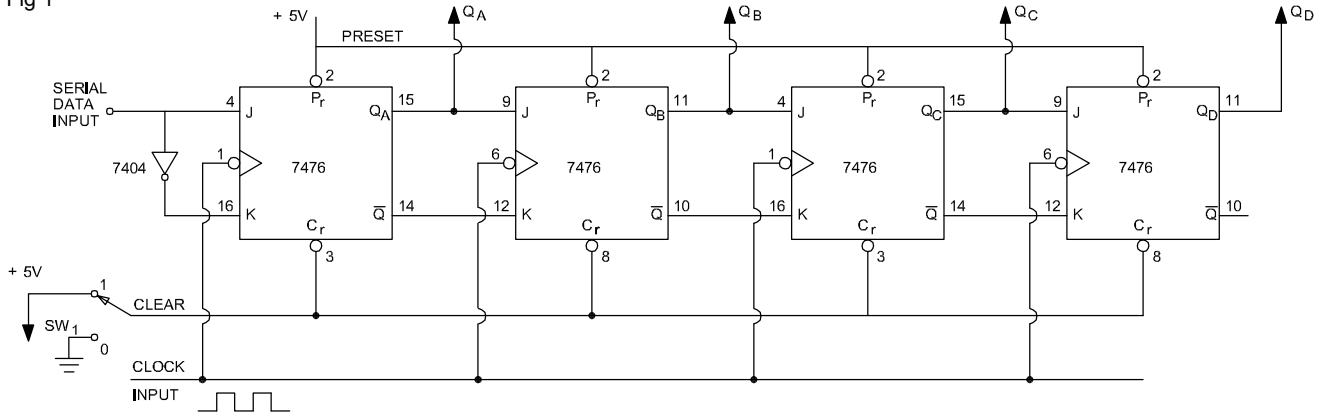 Fig 1
+ 5V
PRESET
Q_A
Q_B
Q_C
Q_D
SERIAL
DATA
INPUT
4
J
2
P_r
Q_A
15
1
7476
7404
16
K
Q̅
14
C_r
3
9
J
2
P_r
Q_B
11
6
7476
12
K
Q̅
10
C_r
8
4
J
2
P_r
Q_C
15
1
7476
16
K
Q̅
14
C_r
3
9
J
2
P_r
Q_D
11
6
7476
12
K
Q̅
10
C_r
8
+ 5V
1
CLEAR
SW_1
0
CLOCK
INPUT